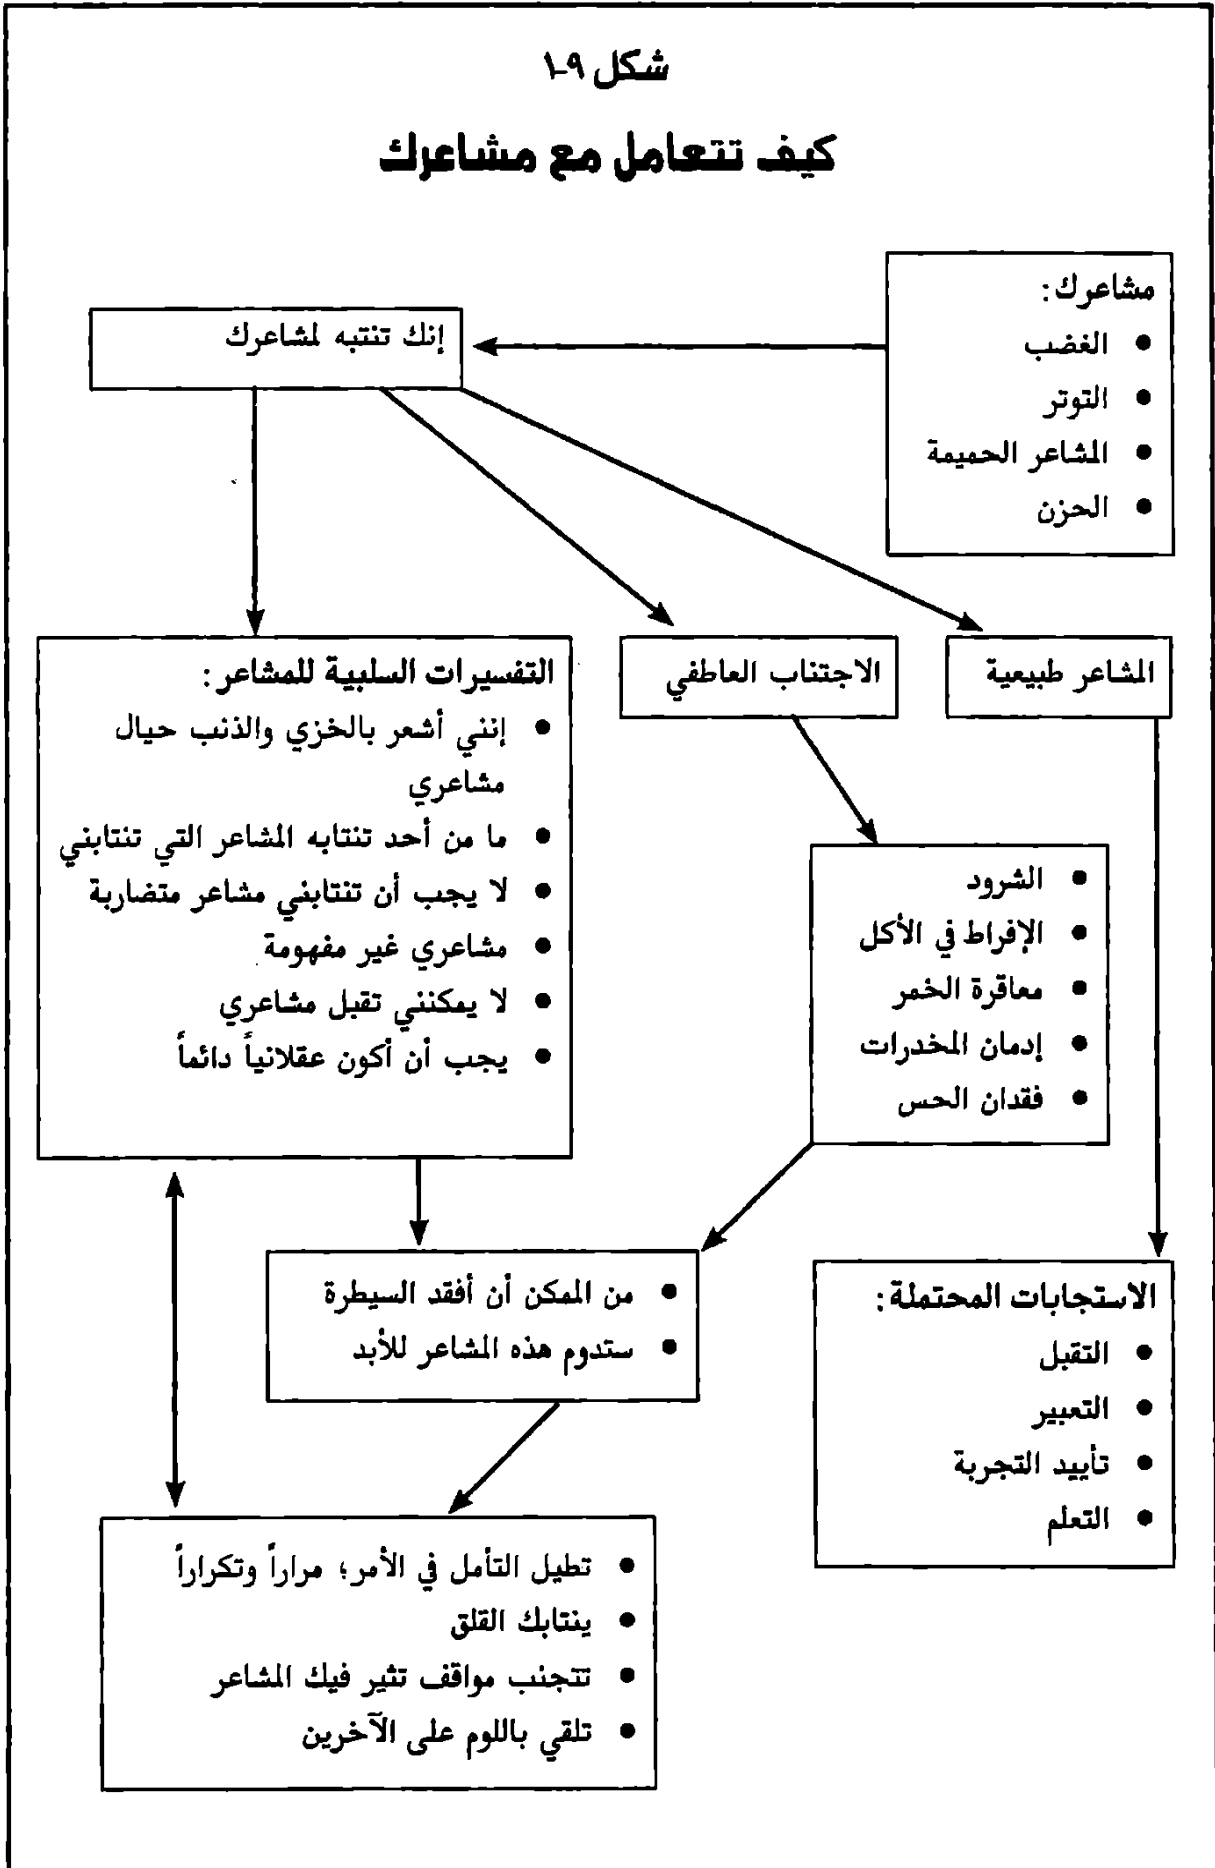 شكل ٩-١
كيف تتعامل مع مشاعرك
مشاعرك:
● الغضب
● التوتر
● المشاعر الحميمة
● الحزن
إنك تنتبه لمشاعرك
المشاعر طبيعية
الاجتناب العاطفي
التفسيرات السلبية للمشاعر:
● إنني أشعر بالخزي والذنب حيال
مشاعري
● ما من أحد تنتابه المشاعر التي تنتابني
● لا يجب أن تنتابني مشاعر متضاربة
● مشاعري غير مفهومة
● لا يمكنني تقبل مشاعري
● يجب أن أكون عقلانياً دائماً
● الشرود
● الإفراط في الأكل
● معاقرة الخمر
● إدمان المخدرات
● فقدان الحس
● من الممكن أن أفقد السيطرة
● ستدوم هذه المشاعر للأبد
الاستجابات المحتملة:
● التقبل
● التعبير
● تأييد التجربة
● التعلم
● تطيل التأمل في الأمر؛ مراراً وتكراراً
● ينتابك القلق
● تتجنب مواقف تثير فيك المشاعر
● تلقي باللوم على الآخرين